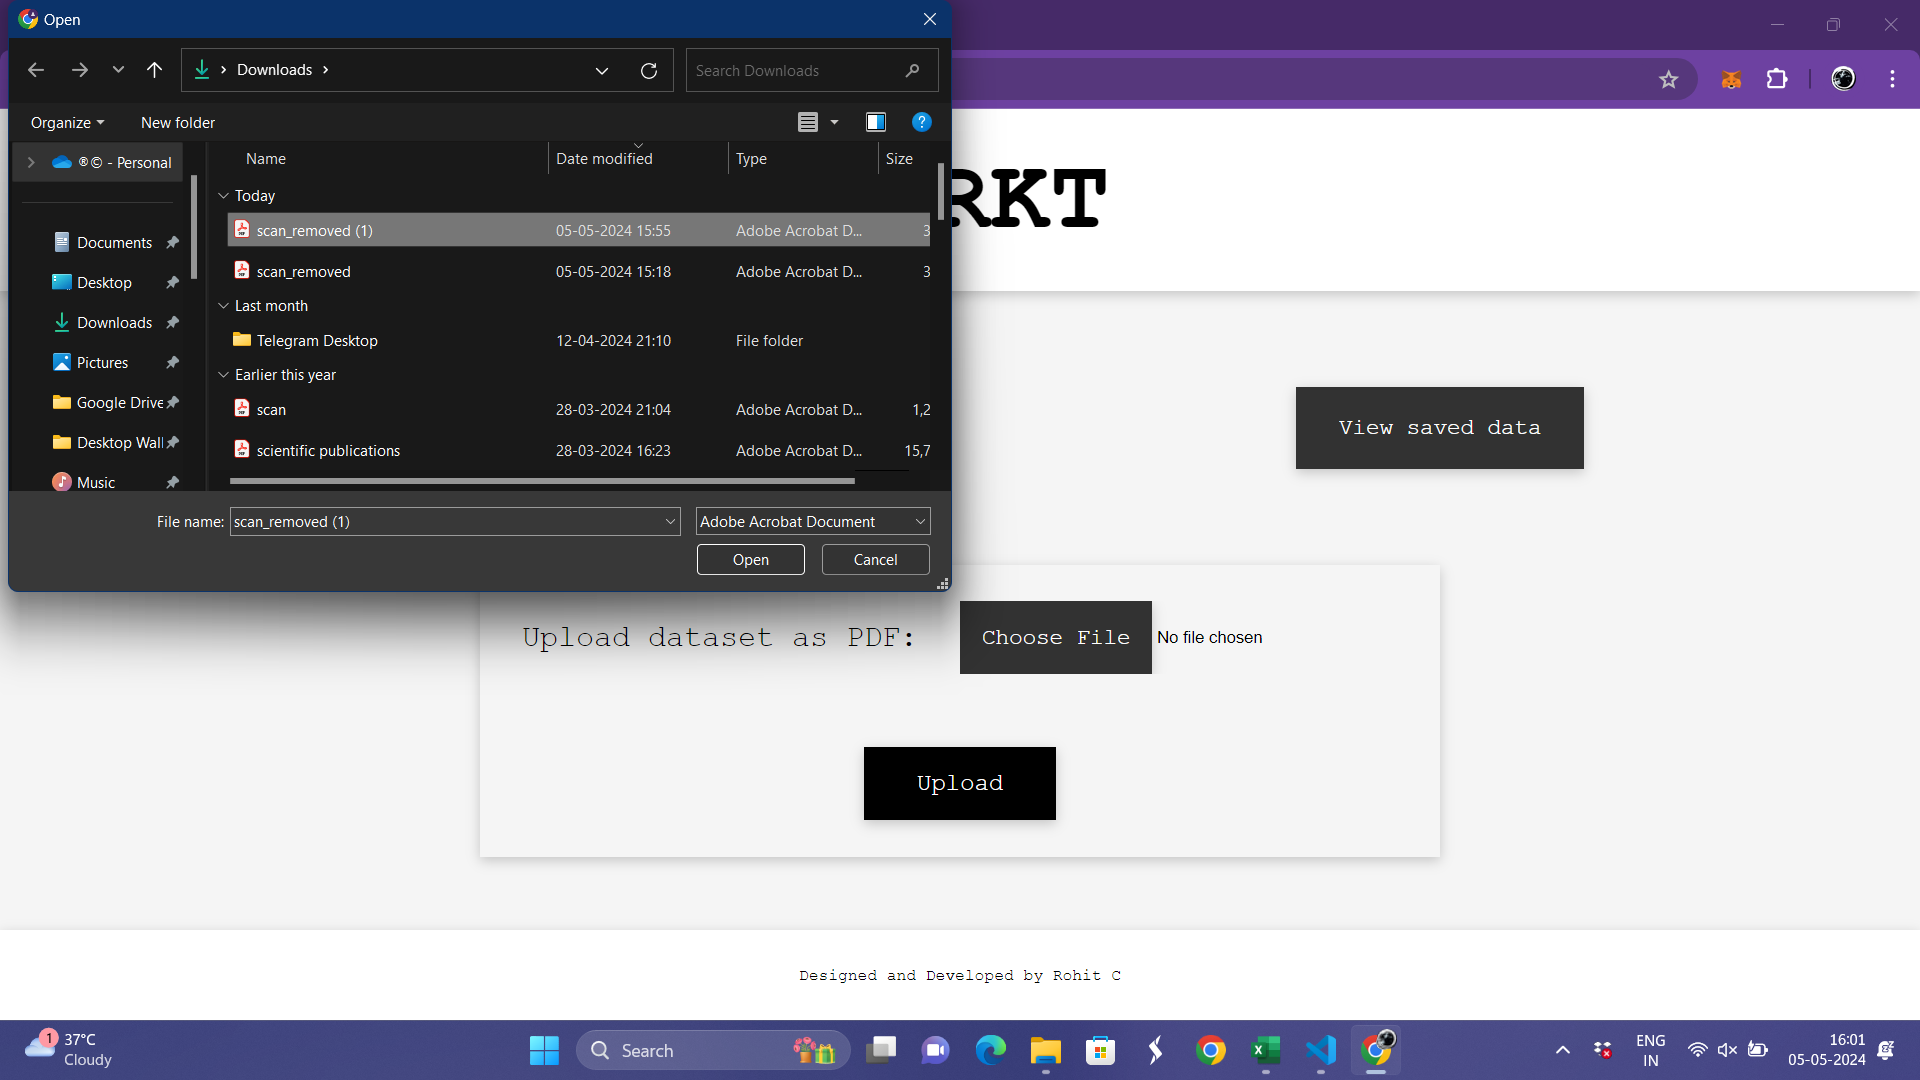 Open
Downloads
Search Downloads
Organize
New folder
®© - Personal
Documents
Desktop
Downloads
Pictures
Google Drive
Desktop Wall
Music
Name
Date modified
Type
Size
Today
scan_removed (1)
05-05-2024 15:55
Adobe Acrobat D...
3
scan_removed
05-05-2024 15:18
Adobe Acrobat D...
3
Last month
Telegram Desktop
12-04-2024 21:10
File folder
Earlier this year
scan
28-03-2024 21:04
Adobe Acrobat D...
1,2
scientific publications
28-03-2024 16:23
Adobe Acrobat D...
15,7
File name:
scan_removed (1)
Adobe Acrobat Document
Open
Cancel
RKT
View saved data
Upload dataset as PDF:
Choose File
No file chosen
Upload
Designed and Developed by Rohit C
1
37°C
Cloudy
Search
ENG
IN
16:01
05-05-2024